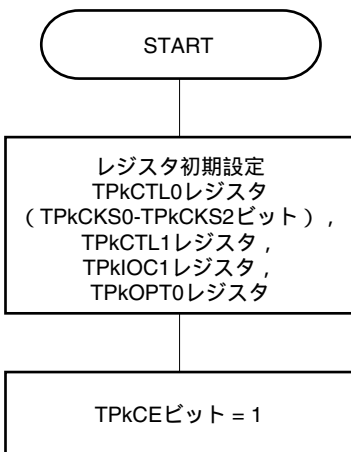 START
レジスタ初期設定
TPkCTL0レジスタ
（TPkCKS0-TPkCKS2ビット），
TPkCTL1レジスタ，
TPkIOC1レジスタ，
TPkOPT0レジスタ
TPkCEビット = 1